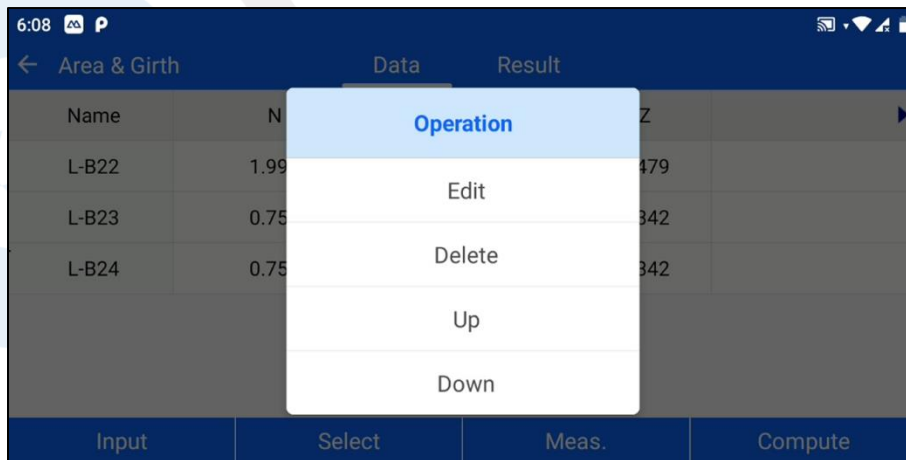 6:08
Area & Girth Data Result
Name N Z
Operation
L-B22 1.99 479
Edit
L-B23 0.75 342
Delete
L-B24 0.75 342
Up
Down
Input Select Meas. Compute